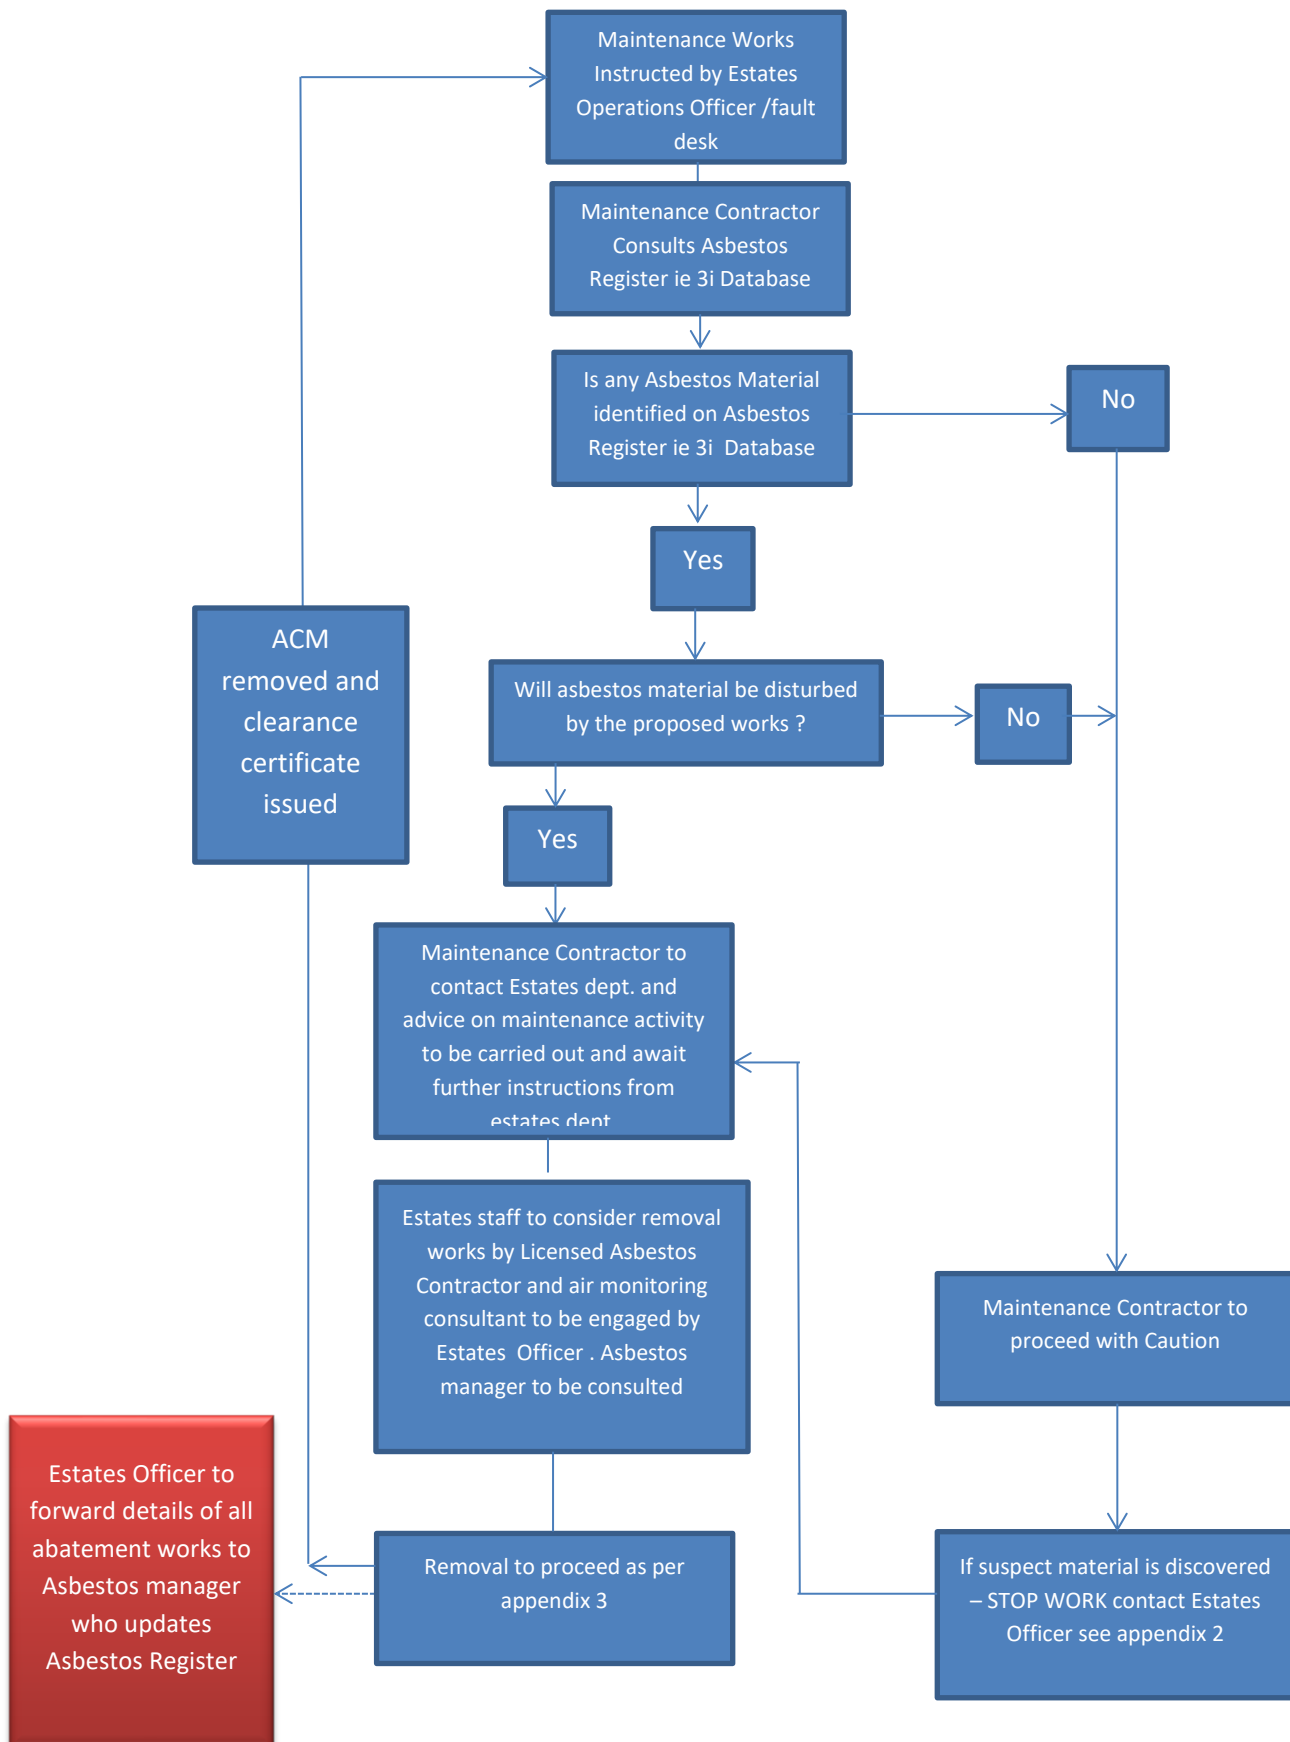 Maintenance Works
Instructed by Estates
Operations Officer /fault
desk
Maintenance Contractor
Consults Asbestos
Register ie 3i Database
Is any Asbestos Material
identified on Asbestos
Register ie 3i  Database
No
Yes
ACM
removed and
clearance
certificate
issued
Will asbestos material be disturbed
by the proposed works ?
No
Yes
Maintenance Contractor to
contact Estates dept. and
advice on maintenance activity
to be carried out and await
further instructions from
estates dept
Estates staff to consider removal
works by Licensed Asbestos
Contractor and air monitoring
consultant to be engaged by
Estates  Officer . Asbestos
manager to be consulted
Maintenance Contractor to
proceed with Caution
Estates Officer to
forward details of all
abatement works to
Asbestos manager
who updates
Asbestos Register
Removal to proceed as per
appendix 3
If suspect material is discovered
– STOP WORK contact Estates
Officer see appendix 2